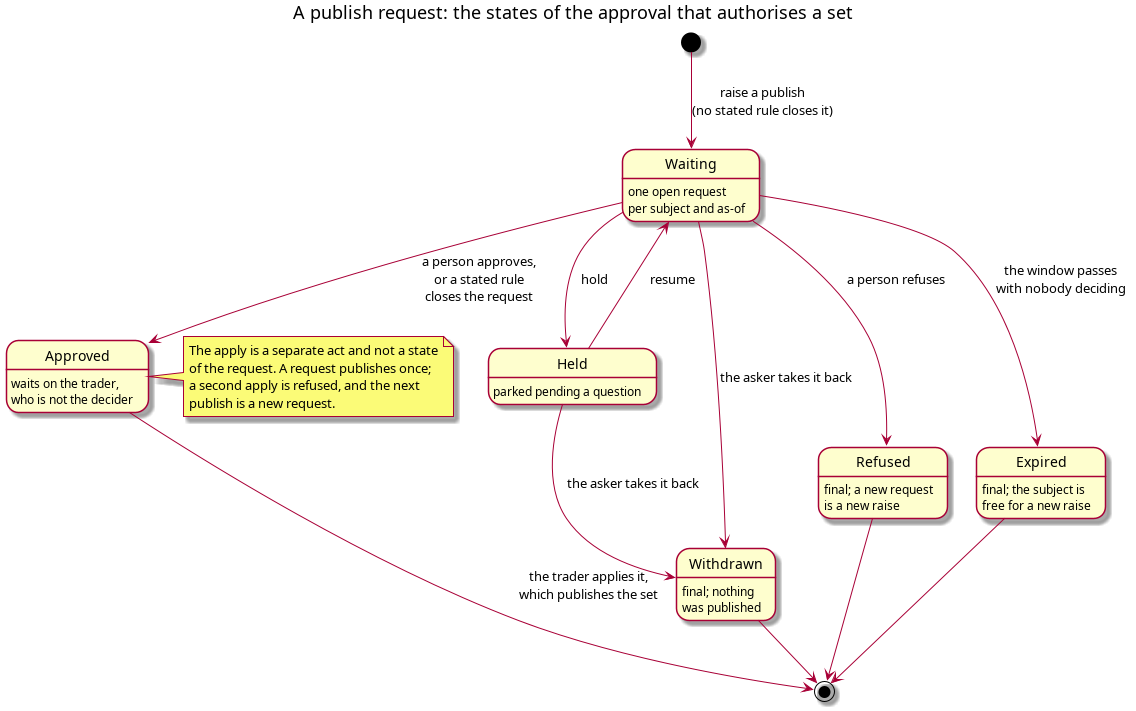 A publish request: the states of the approval that authorises a set
raise a publish
(no stated rule closes it)
Waiting
one open request
per subject and as-of
a person approves,
or a stated rule
closes the request
hold
resume
a person refuses
the window passes
with nobody deciding
Approved
waits on the trader,
who is not the decider
The apply is a separate act and not a state
of the request. A request publishes once;
a second apply is refused, and the next
publish is a new request.
Held
parked pending a question
the asker takes it back
Refused
final; a new request
is a new raise
Expired
final; the subject is
free for a new raise
the asker takes it back
Withdrawn
final; nothing
was published
the trader applies it,
which publishes the set